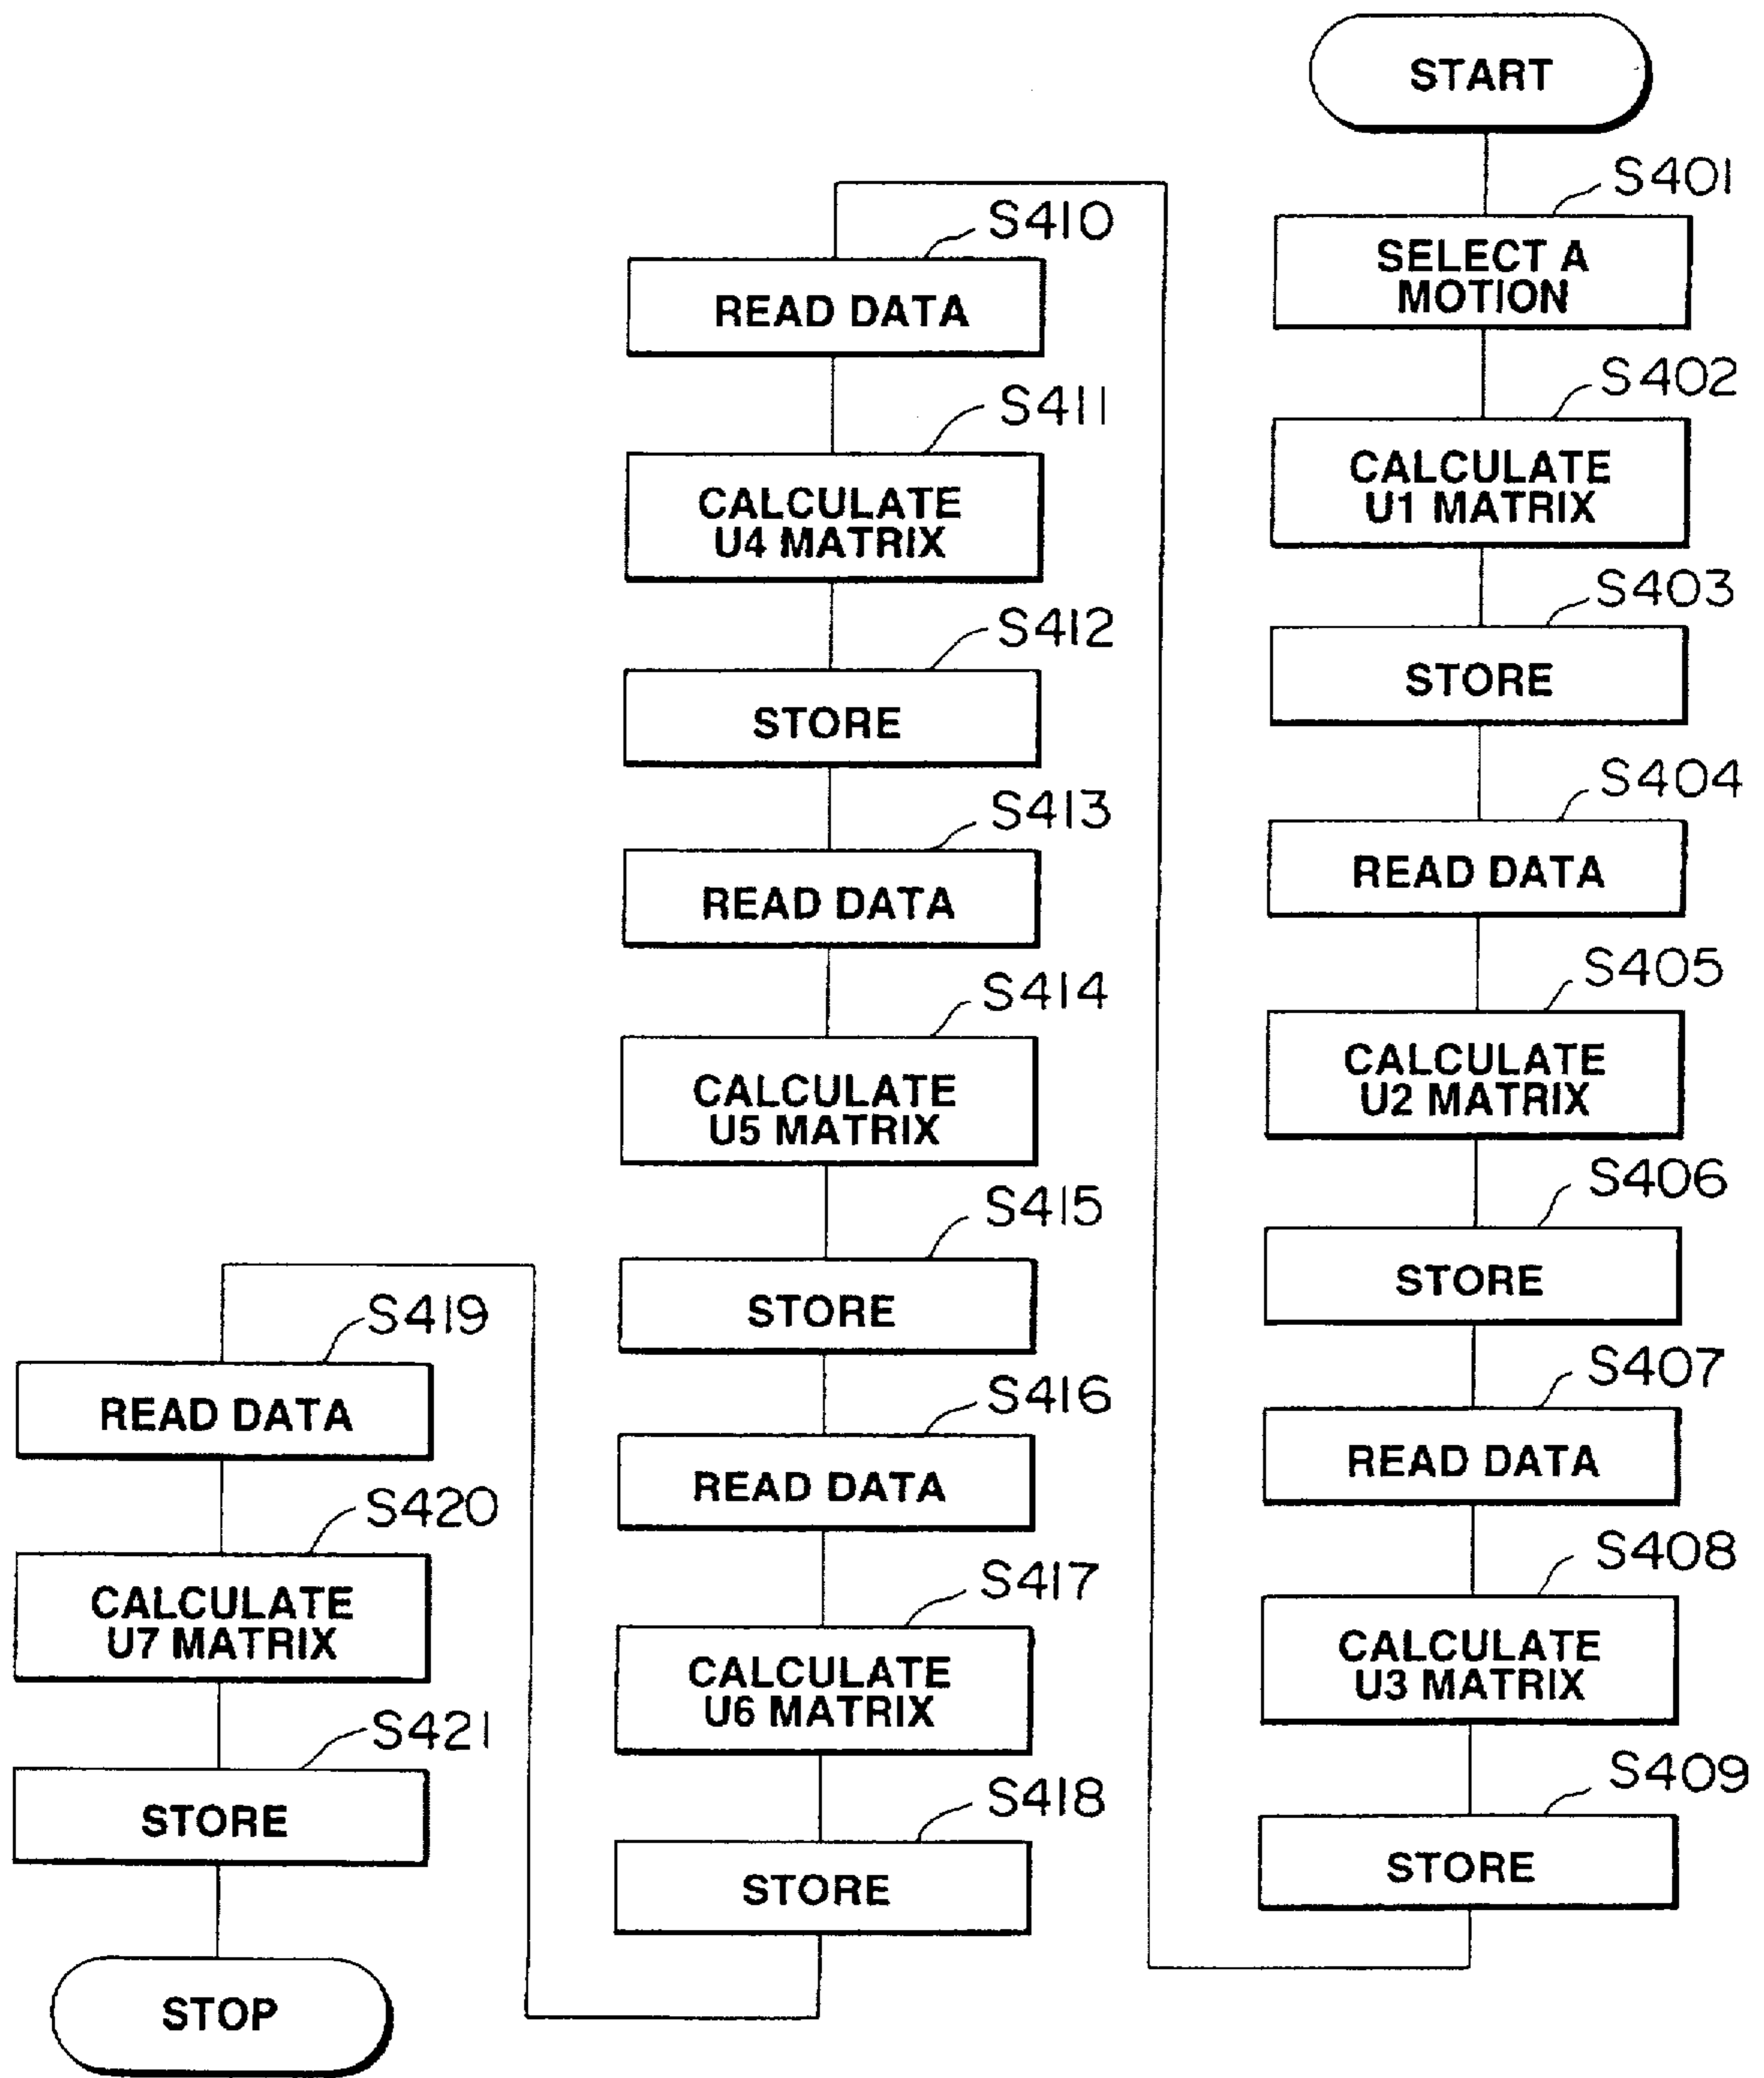 START
S401
SELECT A
MOTION
S402
CALCULATE
U1 MATRIX
S403
STORE
S404
READ DATA
S405
CALCULATE
U2 MATRIX
S406
STORE
S407
READ DATA
S408
CALCULATE
U3 MATRIX
S409
STORE
S410
READ DATA
S411
CALCULATE
U4 MATRIX
S412
STORE
S413
READ DATA
S414
CALCULATE
U5 MATRIX
S415
STORE
S416
READ DATA
S417
CALCULATE
U6 MATRIX
S418
STORE
S419
READ DATA
S420
CALCULATE
U7 MATRIX
S421
STORE
STOP